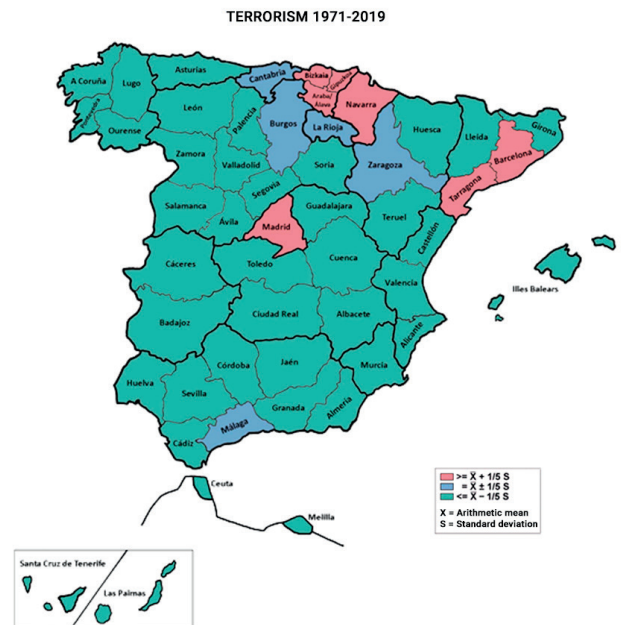 TERRORISM 1971-2019
A Coruña
Lugo
Asturias
Cantabria
Bizkaia
Gipuzkoa
Araba/
Álava
Navarra
Pontevedra
Ourense
León
Palencia
Burgos
La Rioja
Huesca
Lleida
Girona
Barcelona
Zamora
Valladolid
Soria
Zaragoza
Tarragona
Segovia
Salamanca
Ávila
Madrid
Guadalajara
Teruel
Castellón
Cáceres
Toledo
Cuenca
Valencia
Illes Balears
Badajoz
Ciudad Real
Albacete
Alicante
Córdoba
Jaén
Murcia
Huelva
Sevilla
Granada
Almería
Málaga
Cádiz
Ceuta
Melilla
>= X̅ + 1/5 S
= X̅ ± 1/5 S
<= X̅ − 1/5 S
X = Arithmetic mean
S = Standard deviation
Santa Cruz de Tenerife
Las Palmas